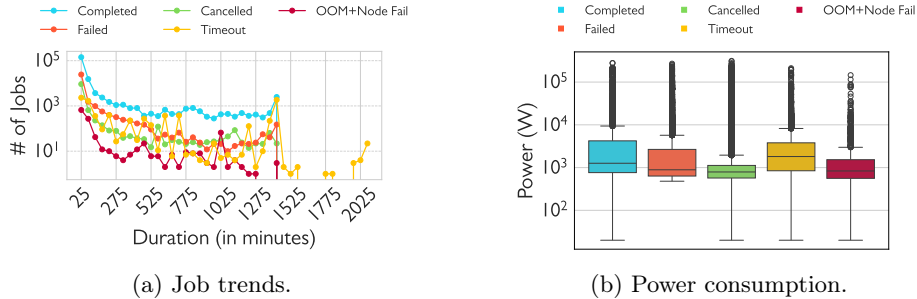 Completed Cancelled OOM+Node Fail
Failed Timeout
# of Jobs
10^5
10^3
10^1
25 275 525 775 1025 1275 1525 1775 2025
Duration (in minutes)
(a) Job trends.
Completed Cancelled OOM+Node Fail
Failed Timeout
Power (W)
10^5
10^4
10^3
10^2
(b) Power consumption.